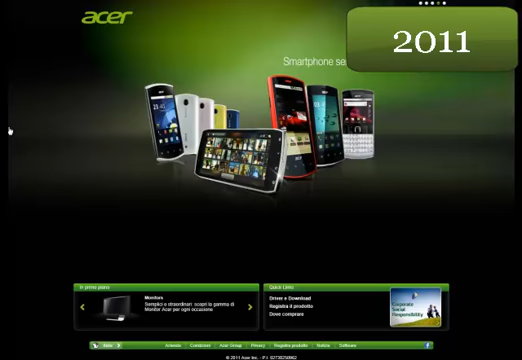 acer
2011
Smartphone se
In primo piano
Monitors
Semplici e straordinari: scopri la gamma di
Monitor Acer per ogni occasione
Quick Links
Driver e Download
Registra il prodotto
Dove comprare
Corporate
Social
Responsibility
Italia
Azienda | Condizioni | Acer Group | Privacy | Registra prodotto | Notizie | Software
© 2011 Acer Inc. - P.I.